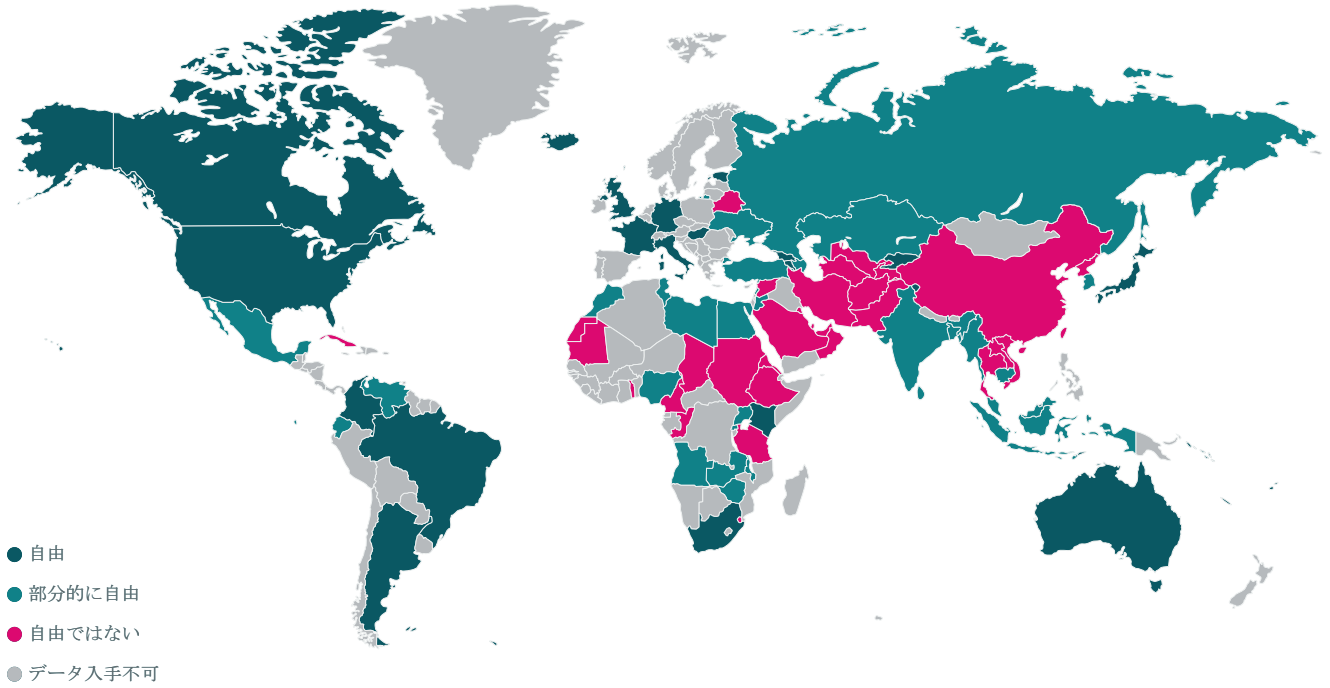 自由
部分的に自由
自由ではない
データ入手不可